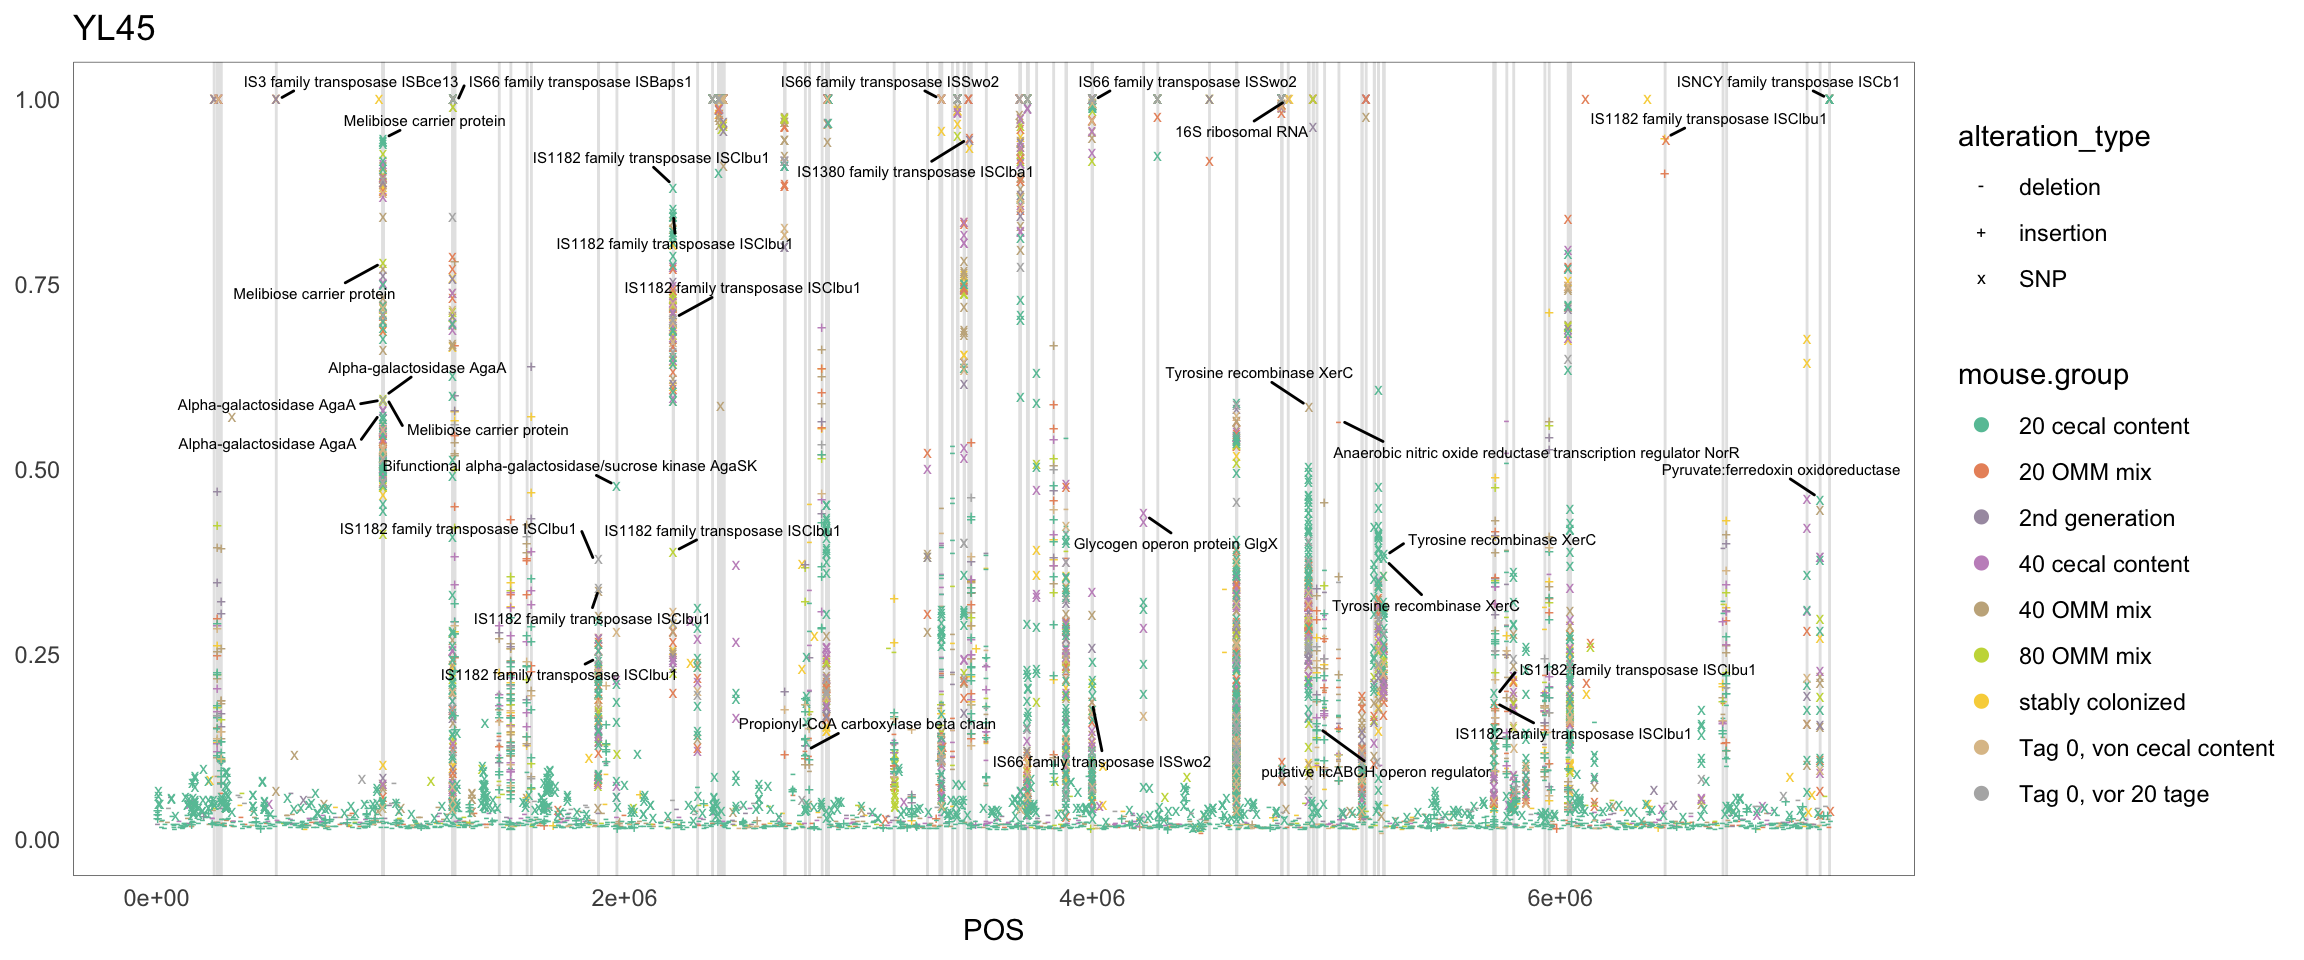 YL45
IS3 family transposase ISBce13
IS66 family transposase ISBaps1
IS66 family transposase ISSwo2
IS66 family transposase ISSwo2
ISNCY family transposase ISCb1
1.00
Melibiose carrier protein
16S ribosomal RNA
IS1182 family transposase ISClbu1
IS1182 family transposase ISClbu1
IS1380 family transposase ISClba1
IS1182 family transposase ISClbu1
0.75
Melibiose carrier protein
IS1182 family transposase ISClbu1
Alpha-galactosidase AgaA
Tyrosine recombinase XerC
Alpha-galactosidase AgaA
Melibiose carrier protein
Alpha-galactosidase AgaA
Anaerobic nitric oxide reductase transcription regulator NorR
0.50
Bifunctional alpha-galactosidase/sucrose kinase AgaSK
Pyruvate:ferredoxin oxidoreductase
IS1182 family transposase ISClbu1
IS1182 family transposase ISClbu1
Glycogen operon protein GlgX
Tyrosine recombinase XerC
Tyrosine recombinase XerC
IS1182 family transposase ISClbu1
0.25
IS1182 family transposase ISClbu1
IS1182 family transposase ISClbu1
Propionyl-CoA carboxylase beta chain
IS1182 family transposase ISClbu1
IS66 family transposase ISSwo2
putative licABCH operon regulator
0.00
0e+00
2e+06
4e+06
6e+06
POS
alteration_type
- deletion
+ insertion
x SNP
mouse.group
20 cecal content
20 OMM mix
2nd generation
40 cecal content
40 OMM mix
80 OMM mix
stably colonized
Tag 0, von cecal content
Tag 0, vor 20 tage